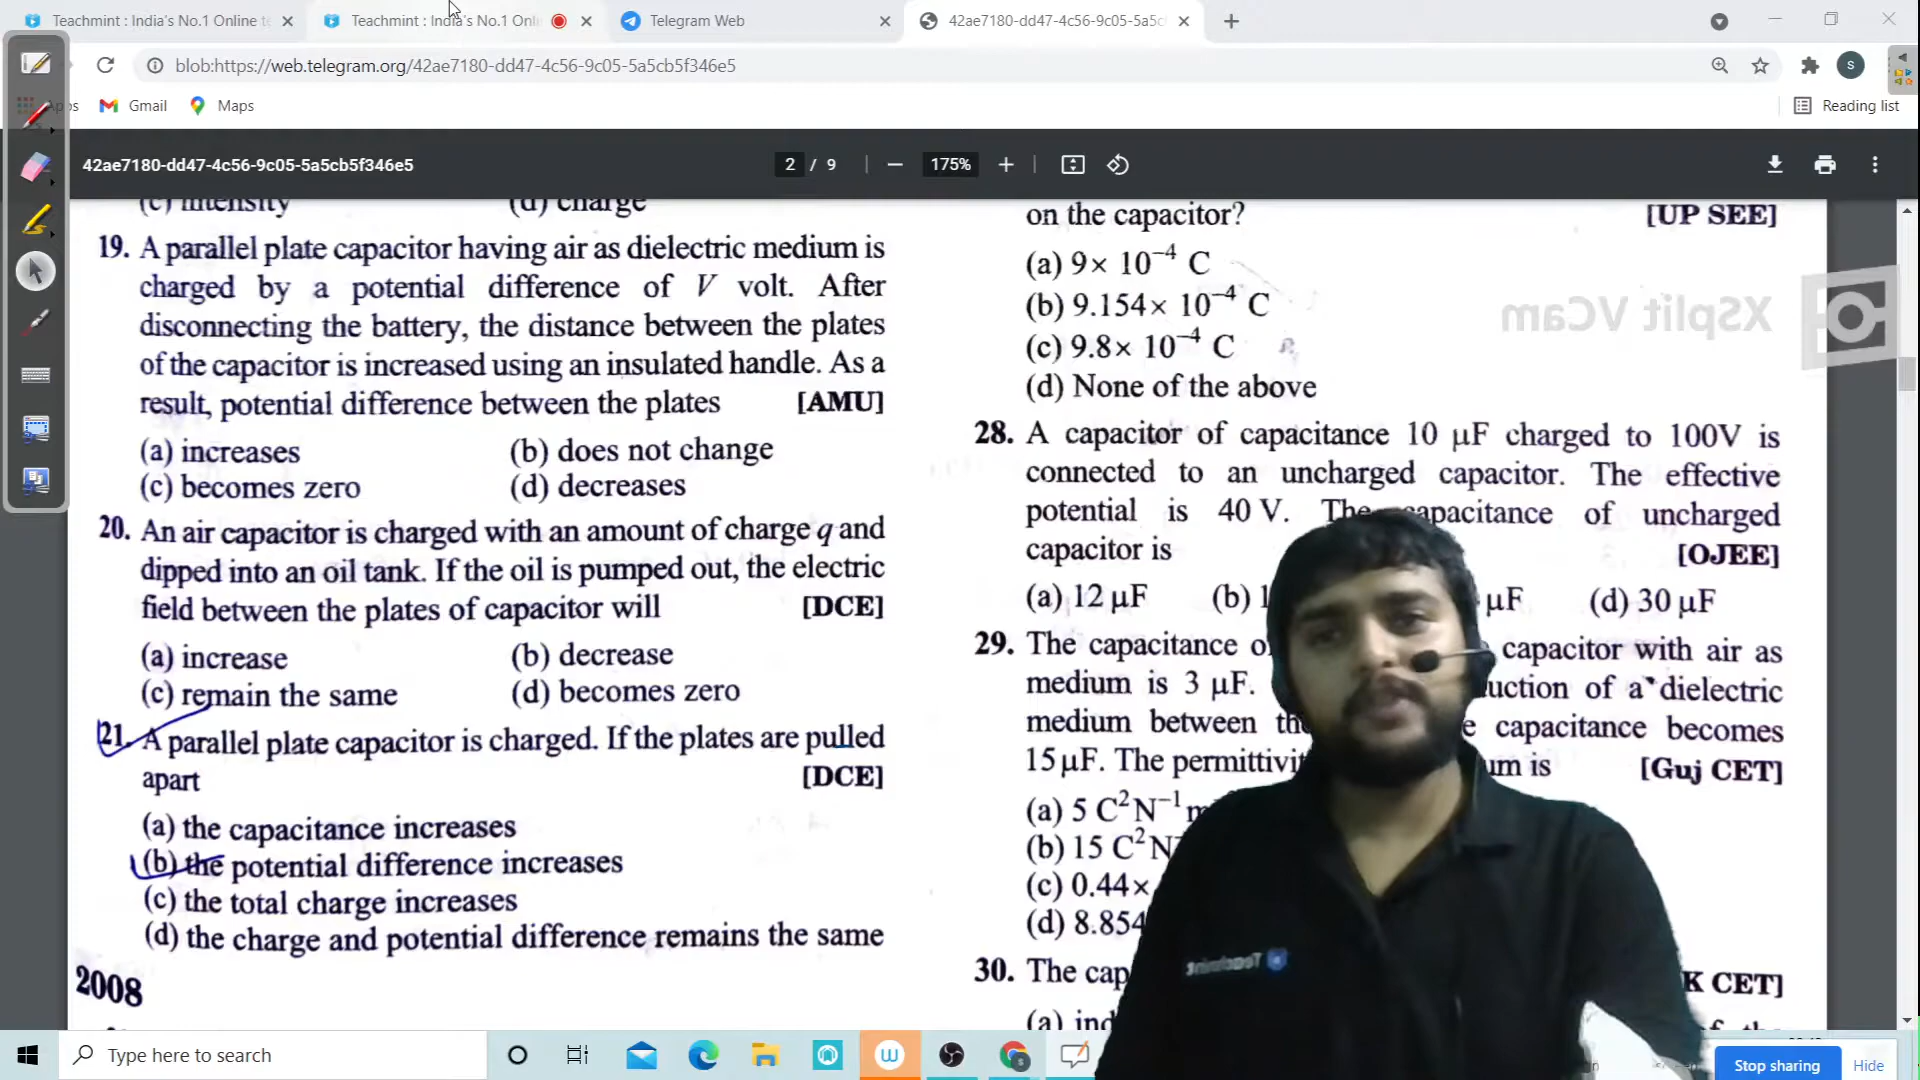 Teachmint : India's No.1 Online te
Teachmint : India's No.1 Onli
Telegram Web
42ae7180-dd47-4c56-9c05-5a5c
blob:https://web.telegram.org/42ae7180-dd47-4c56-9c05-5a5cb5f346e5
S
Gmail
Maps
Reading list
42ae7180-dd47-4c56-9c05-5a5cb5f346e5
2 / 9
175%
(c) intensity (d) charge
19. A parallel plate capacitor having air as dielectric medium is
charged by a potential difference of V volt. After
disconnecting the battery, the distance between the plates
of the capacitor is increased using an insulated handle. As a
result, potential difference between the plates [AMU]
(a) increases (b) does not change
(c) becomes zero (d) decreases
20. An air capacitor is charged with an amount of charge q and
dipped into an oil tank. If the oil is pumped out, the electric
field between the plates of capacitor will [DCE]
(a) increase (b) decrease
(c) remain the same (d) becomes zero
21. A parallel plate capacitor is charged. If the plates are pulled
apart [DCE]
(a) the capacitance increases
(b) the potential difference increases
(c) the total charge increases
(d) the charge and potential difference remains the same
2008
on the capacitor? [UP SEE]
(a) 9× 10⁻⁴ C
(b) 9.154× 10⁻⁴ C
(c) 9.8× 10⁻⁴ C
(d) None of the above
28. A capacitor of capacitance 10 μF charged to 100V is
connected to an uncharged capacitor. The effective
potential is 40 V. The capacitance of uncharged
capacitor is [OJEE]
(a) 12 μF (b) 1 μF (d) 30 μF
29. The capacitance o capacitor with air as
medium is 3 μF. uction of a dielectric
medium between th e capacitance becomes
15 μF. The permittivi um is [Guj CET]
(a) 5 C²N⁻¹m
(b) 15 C²N
(c) 0.44×
(d) 8.854
30. The cap K CET]
(a) ind
XSplit VCam
Teachmint
Type here to search
W
Stop sharing
Hide